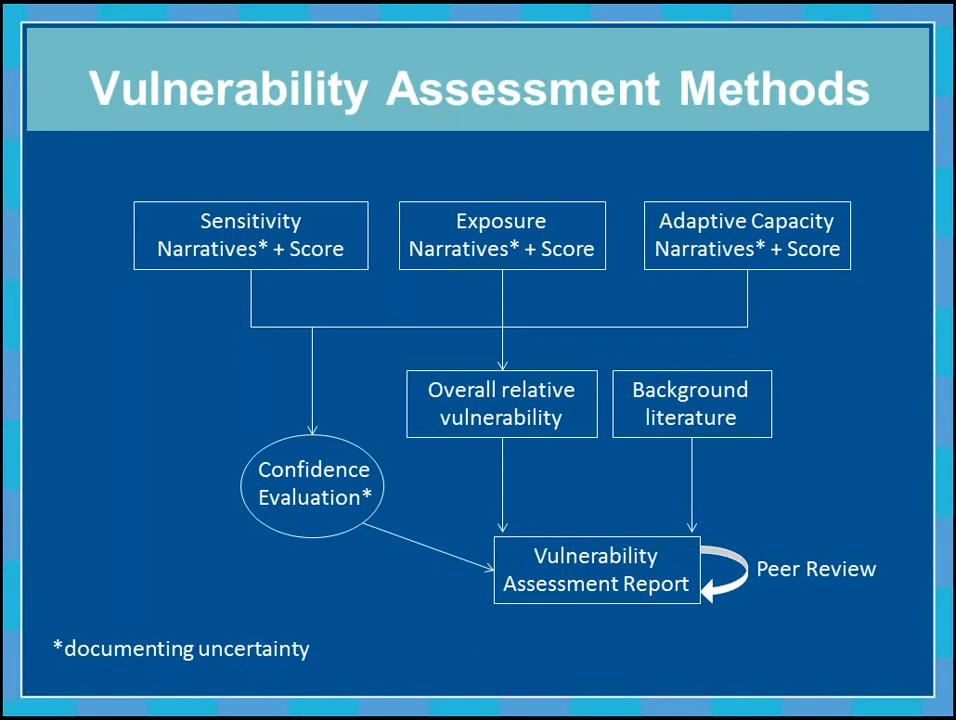 Vulnerability Assessment Methods
Sensitivity
Narratives* + Score
Exposure
Narratives* + Score
Adaptive Capacity
Narratives* + Score
Overall relative
vulnerability
Background
literature
Confidence
Evaluation*
Vulnerability
Assessment Report
Peer Review
*documenting uncertainty